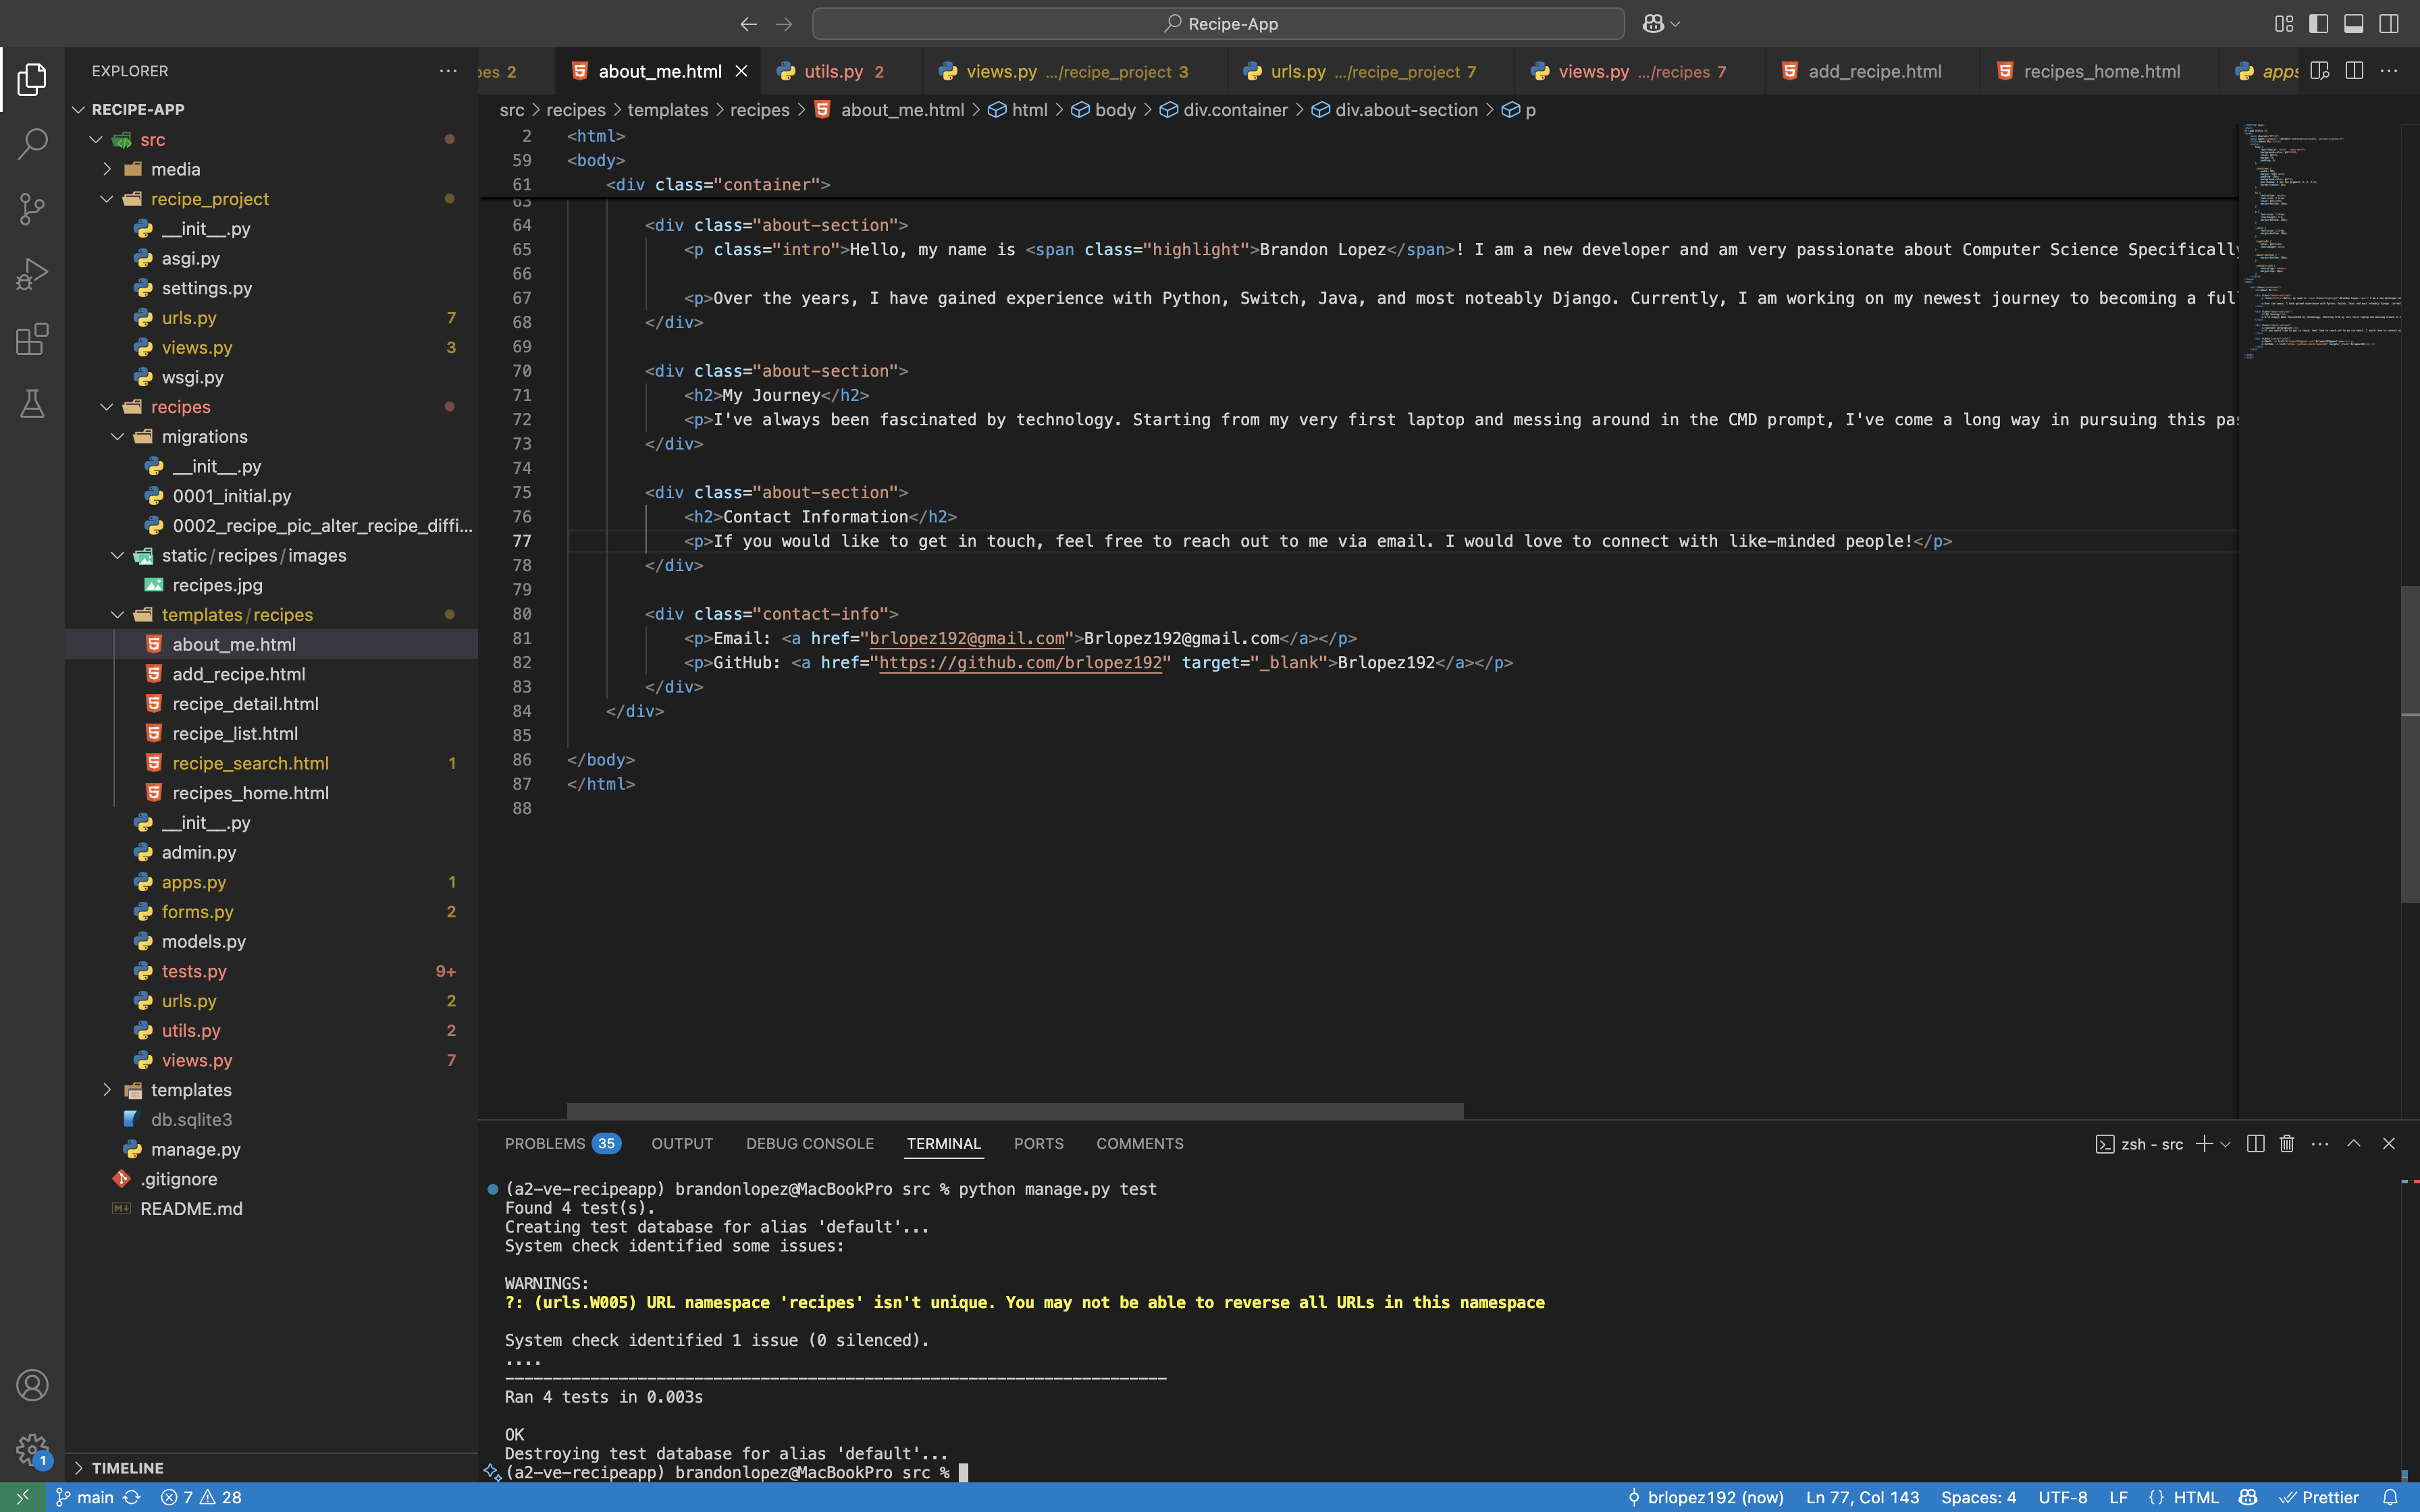 Recipe-App
EXPLORER
RECIPE-APP
src
media
recipe_project
__init__.py
asgi.py
settings.py
urls.py 7
views.py 3
wsgi.py
recipes
migrations
__init__.py
0001_initial.py
0002_recipe_pic_alter_recipe_diffi...
static/recipes/images
recipes.jpg
templates/recipes
about_me.html
add_recipe.html
recipe_detail.html
recipe_list.html
recipe_search.html 1
recipes_home.html
__init__.py
admin.py
apps.py 1
forms.py 2
models.py
tests.py 9+
urls.py 2
utils.py 2
views.py 7
templates
db.sqlite3
manage.py
.gitignore
README.md
TIMELINE
pes 2 about_me.html utils.py 2 views.py .../recipe_project 3 urls.py .../recipe_project 7 views.py .../recipes 7 add_recipe.html recipes_home.html apps
src > recipes > templates > recipes > about_me.html > html > body > div.container > div.about-section > p
2 <html>
59 <body>
61 <div class="container">
63
64 <div class="about-section">
65 <p class="intro">Hello, my name is <span class="highlight">Brandon Lopez</span>! I am a new developer and am very passionate about Computer Science Specifically
66
67 <p>Over the years, I have gained experience with Python, Switch, Java, and most noteably Django. Currently, I am working on my newest journey to becoming a ful
68 </div>
69
70 <div class="about-section">
71 <h2>My Journey</h2>
72 <p>I've always been fascinated by technology. Starting from my very first laptop and messing around in the CMD prompt, I've come a long way in pursuing this pas
73 </div>
74
75 <div class="about-section">
76 <h2>Contact Information</h2>
77 <p>If you would like to get in touch, feel free to reach out to me via email. I would love to connect with like-minded people!</p>
78 </div>
79
80 <div class="contact-info">
81 <p>Email: <a href="brlopez192@gmail.com">Brlopez192@gmail.com</a></p>
82 <p>GitHub: <a href="https://github.com/brlopez192" target="_blank">Brlopez192</a></p>
83 </div>
84 </div>
85
86 </body>
87 </html>
88
PROBLEMS 35 OUTPUT DEBUG CONSOLE TERMINAL PORTS COMMENTS zsh - src
(a2-ve-recipeapp) brandonlopez@MacBookPro src % python manage.py test
Found 4 test(s).
Creating test database for alias 'default'...
System check identified some issues:
WARNINGS:
?: (urls.W005) URL namespace 'recipes' isn't unique. You may not be able to reverse all URLs in this namespace
System check identified 1 issue (0 silenced).
....
----------------------------------------------------------------------
Ran 4 tests in 0.003s
OK
Destroying test database for alias 'default'...
(a2-ve-recipeapp) brandonlopez@MacBookPro src %
1
main 7 28 brlopez192 (now) Ln 77, Col 143 Spaces: 4 UTF-8 LF {} HTML Prettier